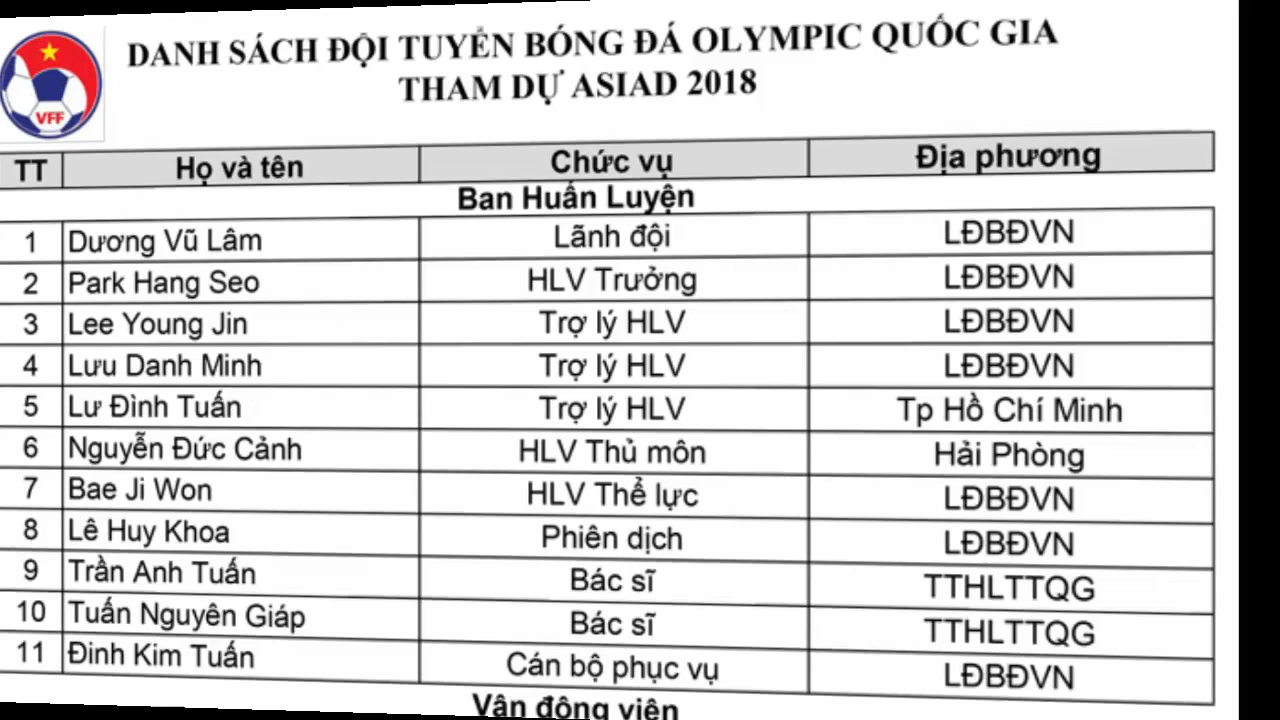 DANH SÁCH ĐỘI TUYỂN BÓNG ĐÁ OLYMPIC QUỐC GIA
THAM DỰ ASIAD 2018
VFF
TT Họ và tên Chức vụ Địa phương
Ban Huấn Luyện
1 Dương Vũ Lâm Lãnh đội LĐBĐVN
2 Park Hang Seo HLV Trưởng LĐBĐVN
3 Lee Young Jin Trợ lý HLV LĐBĐVN
4 Lưu Danh Minh Trợ lý HLV LĐBĐVN
5 Lư Đình Tuấn Trợ lý HLV Tp Hồ Chí Minh
6 Nguyễn Đức Cảnh HLV Thủ môn Hải Phòng
7 Bae Ji Won HLV Thể lực LĐBĐVN
8 Lê Huy Khoa Phiên dịch LĐBĐVN
9 Trần Anh Tuấn Bác sĩ TTHLTTQG
10 Tuấn Nguyên Giáp Bác sĩ TTHLTTQG
11 Đinh Kim Tuấn Cán bộ phục vụ LĐBĐVN
Vận động viên